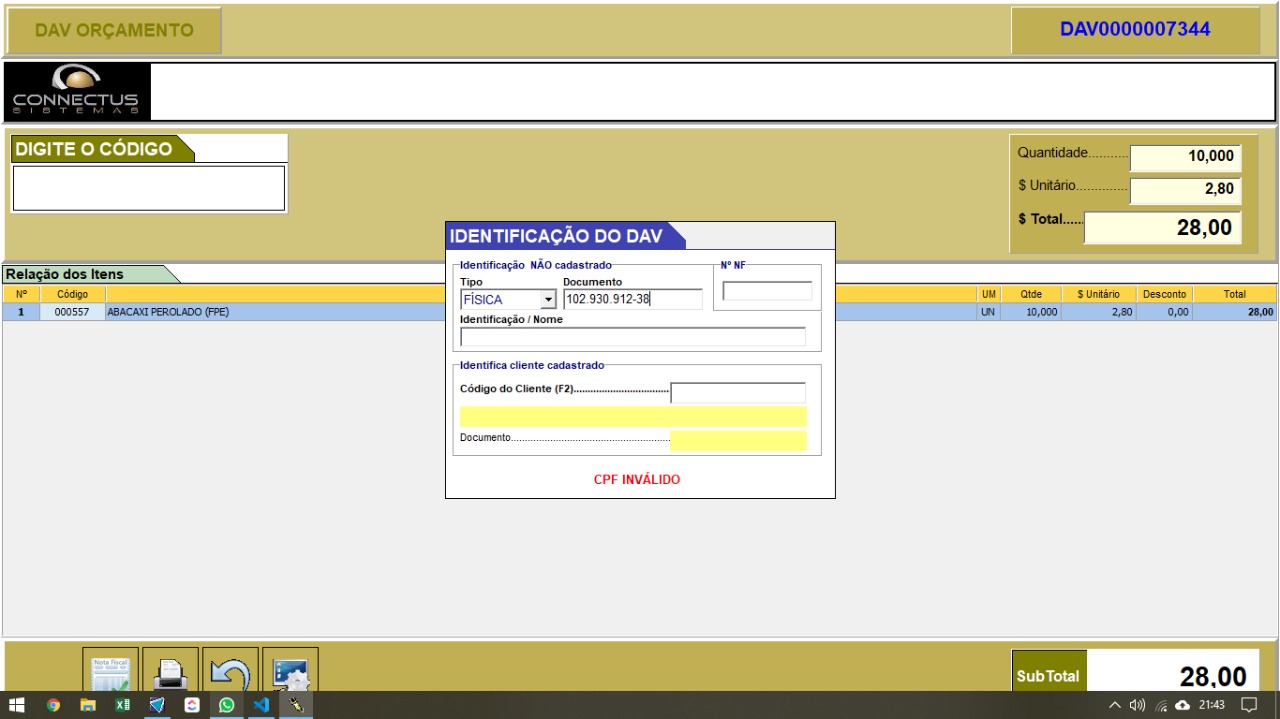 DAV ORÇAMENTO
DAV0000007344
CONNECTUS
SISTEMAS
DIGITE O CÓDIGO
Quantidade........... 10,000
$ Unitário.............. 2,80
$ Total...... 28,00
IDENTIFICAÇÃO DO DAV
Identificação NÃO cadastrado
Nº NF
Tipo Documento
FÍSICA 102.930.912-38
Identificação / Nome
Identifica cliente cadastrado
Código do Cliente (F2)..................................
Documento.........................................................
CPF INVÁLIDO
Relação dos Itens
Nº Código UM Qtde $ Unitário Desconto Total
1 000557 ABACAXI PEROLADO (FPE) UN 10,000 2,80 0,00 28,00
Nota Fiscal
SubTotal 28,00
21:43